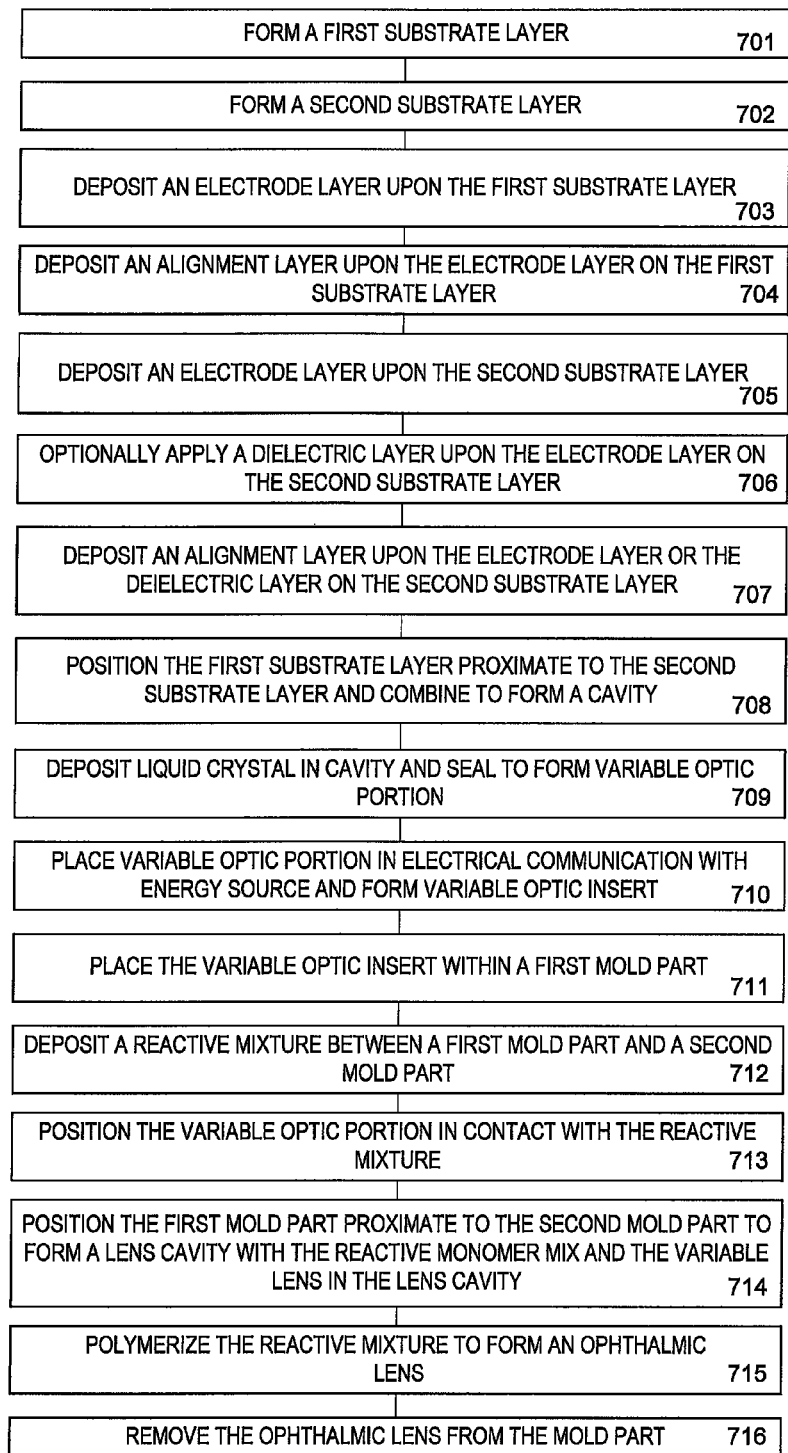 FORM A FIRST SUBSTRATE LAYER
701
FORM A SECOND SUBSTRATE LAYER
702
DEPOSIT AN ELECTRODE LAYER UPON THE FIRST SUBSTRATE LAYER
703
DEPOSIT AN ALIGNMENT LAYER UPON THE ELECTRODE LAYER ON THE FIRST
SUBSTRATE LAYER
704
DEPOSIT AN ELECTRODE LAYER UPON THE SECOND SUBSTRATE LAYER
705
OPTIONALLY APPLY A DIELECTRIC LAYER UPON THE ELECTRODE LAYER ON
THE SECOND SUBSTRATE LAYER
706
DEPOSIT AN ALIGNMENT LAYER UPON THE ELECTRODE LAYER OR THE
DEIELECTRIC LAYER ON THE SECOND SUBSTRATE LAYER
707
POSITION THE FIRST SUBSTRATE LAYER PROXIMATE TO THE SECOND
SUBSTRATE LAYER AND COMBINE TO FORM A CAVITY
708
DEPOSIT LIQUID CRYSTAL IN CAVITY AND SEAL TO FORM VARIABLE OPTIC
PORTION
709
PLACE VARIABLE OPTIC PORTION IN ELECTRICAL COMMUNICATION WITH
ENERGY SOURCE AND FORM VARIABLE OPTIC INSERT
710
PLACE THE VARIABLE OPTIC INSERT WITHIN A FIRST MOLD PART
711
DEPOSIT A REACTIVE MIXTURE BETWEEN A FIRST MOLD PART AND A SECOND
MOLD PART
712
POSITION THE VARIABLE OPTIC PORTION IN CONTACT WITH THE REACTIVE
MIXTURE
713
POSITION THE FIRST MOLD PART PROXIMATE TO THE SECOND MOLD PART TO
FORM A LENS CAVITY WITH THE REACTIVE MONOMER MIX AND THE VARIABLE
LENS IN THE LENS CAVITY
714
POLYMERIZE THE REACTIVE MIXTURE TO FORM AN OPHTHALMIC
LENS
715
REMOVE THE OPHTHALMIC LENS FROM THE MOLD PART
716